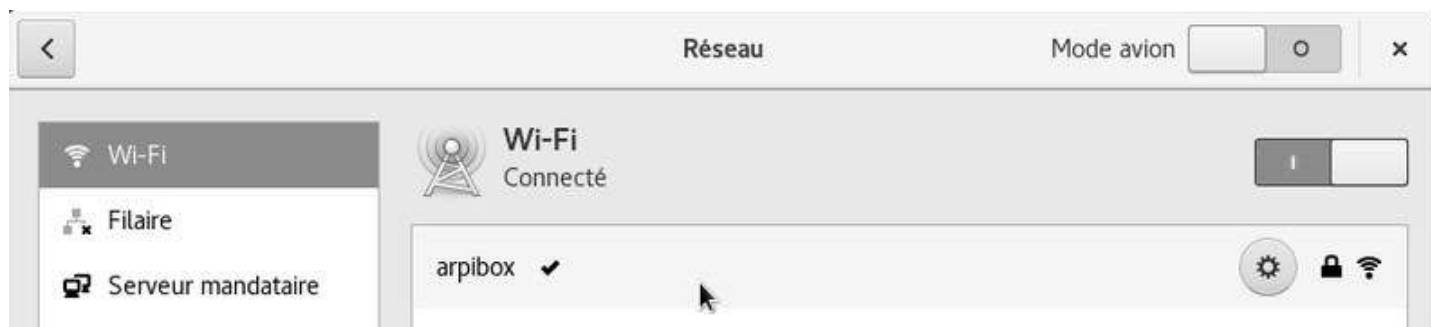 Réseau
Mode avion
Wi-Fi
Filaire
Serveur mandataire
Wi-Fi
Connecté
arpibox